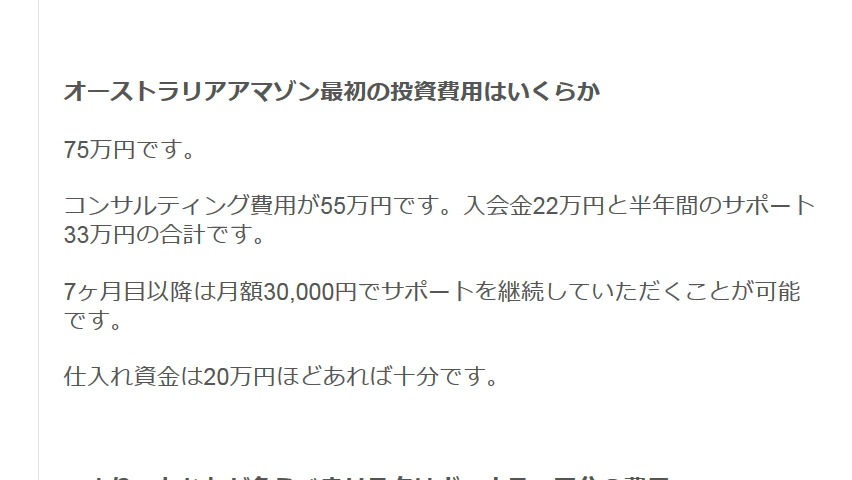 オーストラリアアマゾン最初の投資費用はいくらか
75万円です。
コンサルティング費用が55万円です。入会金22万円と半年間のサポート
33万円の合計です。
7ヶ月目以降は月額30,000円でサポートを継続していただくことが可能
です。
仕入れ資金は20万円ほどあれば十分です。